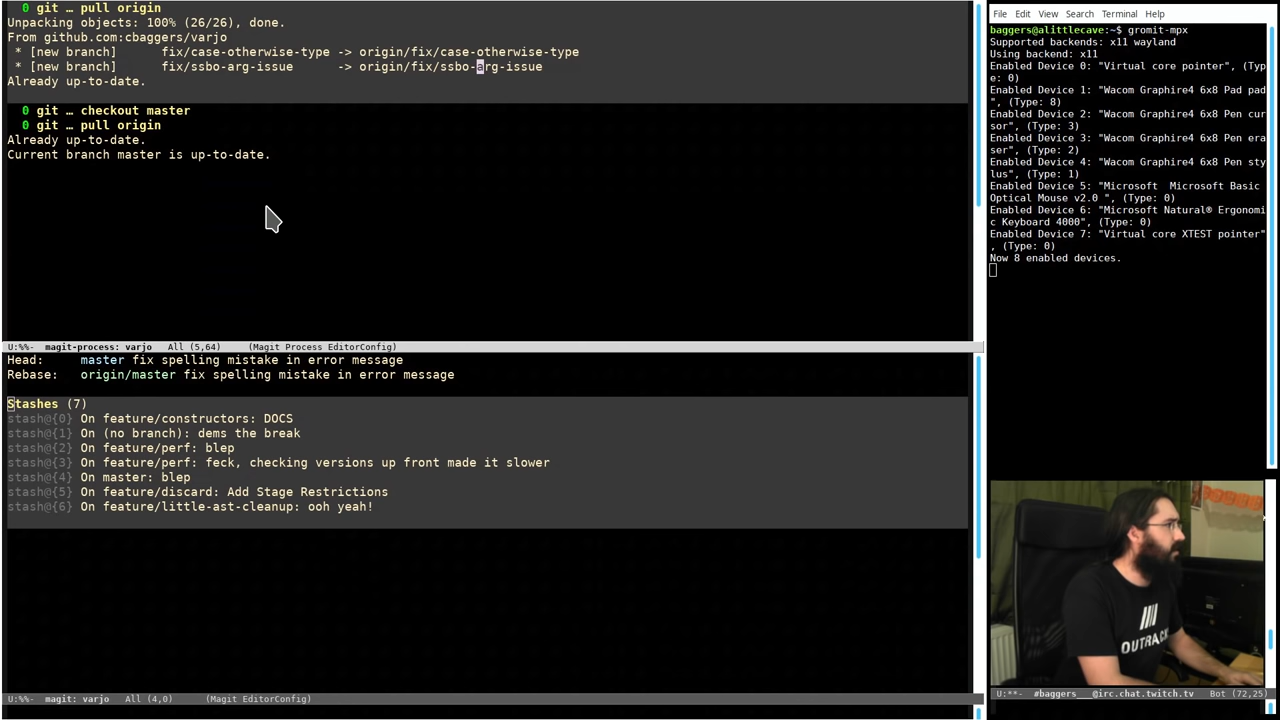 0 git … pull origin
Unpacking objects: 100% (26/26), done.
From github.com:cbaggers/varjo
* [new branch]      fix/case-otherwise-type -> origin/fix/case-otherwise-type
* [new branch]      fix/ssbo-arg-issue      -> origin/fix/ssbo-arg-issue
Already up-to-date.
0 git … checkout master
0 git … pull origin
Already up-to-date.
Current branch master is up-to-date.
U:%%-  magit-process: varjo   All (5,64)     (Magit Process EditorConfig)
Head:     master fix spelling mistake in error message
Rebase:   origin/master fix spelling mistake in error message
Stashes (7)
stash@{0} On feature/constructors: DOCS
stash@{1} On (no branch): dems the break
stash@{2} On feature/perf: blep
stash@{3} On feature/perf: feck, checking versions up front made it slower
stash@{4} On master: blep
stash@{5} On feature/discard: Add Stage Restrictions
stash@{6} On feature/little-ast-cleanup: ooh yeah!
U:%%-  magit: varjo   All (4,0)      (Magit EditorConfig)
File  Edit  View  Search  Terminal  Help
baggers@alittlecave:~$ gromit-mpx
Supported backends: x11 wayland
Using backend: x11
Enabled Device 0: "Virtual core pointer", (Typ
e: 0)
Enabled Device 1: "Wacom Graphire4 6x8 Pad pad
", (Type: 8)
Enabled Device 2: "Wacom Graphire4 6x8 Pen cur
sor", (Type: 3)
Enabled Device 3: "Wacom Graphire4 6x8 Pen era
ser", (Type: 2)
Enabled Device 4: "Wacom Graphire4 6x8 Pen sty
lus", (Type: 1)
Enabled Device 5: "Microsoft  Microsoft Basic
Optical Mouse v2.0 ", (Type: 0)
Enabled Device 6: "Microsoft Natural® Ergonomi
c Keyboard 4000", (Type: 0)
Enabled Device 7: "Virtual core XTEST pointer"
, (Type: 0)
Now 8 enabled devices.
OUTRACKS
U:**-  #baggers___@irc.chat.twitch.tv   Bot (72,25)